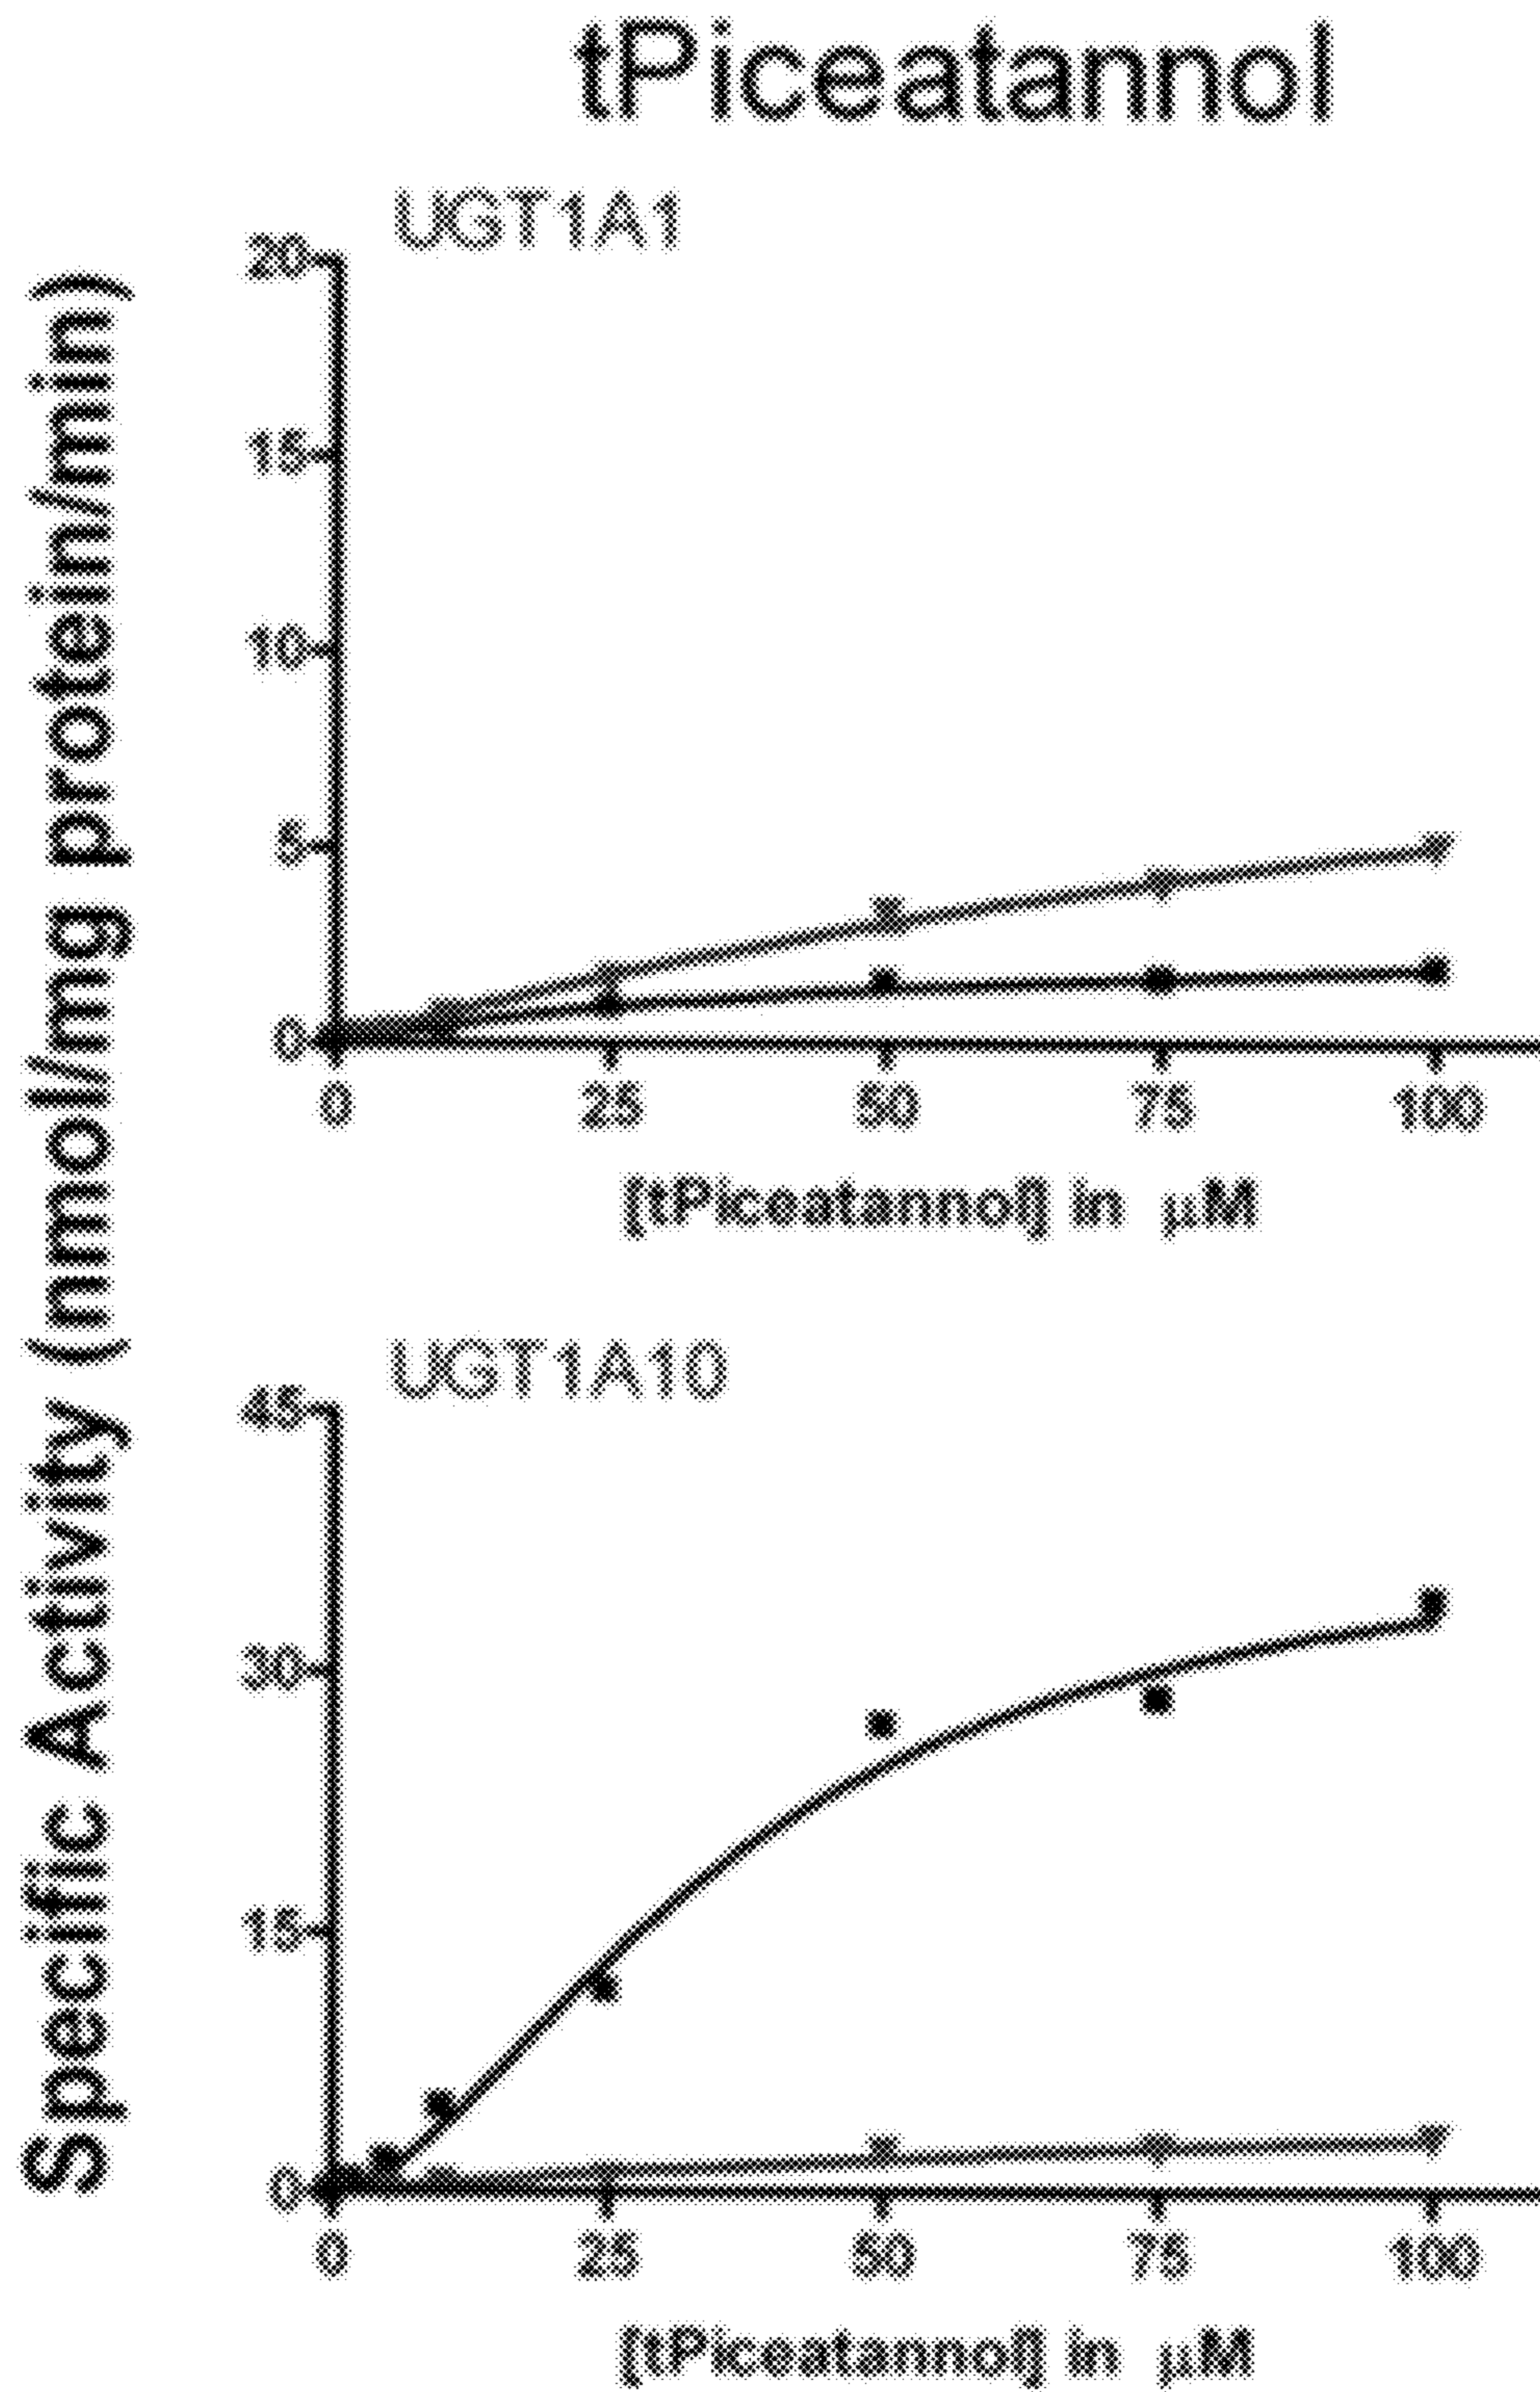 tPiceatannol
Specific Activity (nmol/mg protein/min)
UGT1A1
20
15
10
5
0
0 25 50 75 100
[tPiceatannol] in μM
UGT1A10
45
30
15
0
0 25 50 75 100
[tPiceatannol] in μM